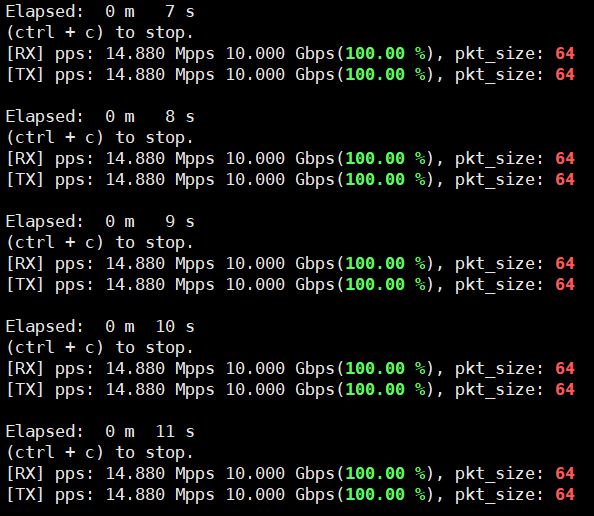 Elapsed:  0 m   7 s
(ctrl + c) to stop.
[RX] pps: 14.880 Mpps 10.000 Gbps(100.00 %), pkt_size: 64
[TX] pps: 14.880 Mpps 10.000 Gbps(100.00 %), pkt_size: 64

Elapsed:  0 m   8 s
(ctrl + c) to stop.
[RX] pps: 14.880 Mpps 10.000 Gbps(100.00 %), pkt_size: 64
[TX] pps: 14.880 Mpps 10.000 Gbps(100.00 %), pkt_size: 64

Elapsed:  0 m   9 s
(ctrl + c) to stop.
[RX] pps: 14.880 Mpps 10.000 Gbps(100.00 %), pkt_size: 64
[TX] pps: 14.880 Mpps 10.000 Gbps(100.00 %), pkt_size: 64

Elapsed:  0 m  10 s
(ctrl + c) to stop.
[RX] pps: 14.880 Mpps 10.000 Gbps(100.00 %), pkt_size: 64
[TX] pps: 14.880 Mpps 10.000 Gbps(100.00 %), pkt_size: 64

Elapsed:  0 m  11 s
(ctrl + c) to stop.
[RX] pps: 14.880 Mpps 10.000 Gbps(100.00 %), pkt_size: 64
[TX] pps: 14.880 Mpps 10.000 Gbps(100.00 %), pkt_size: 64